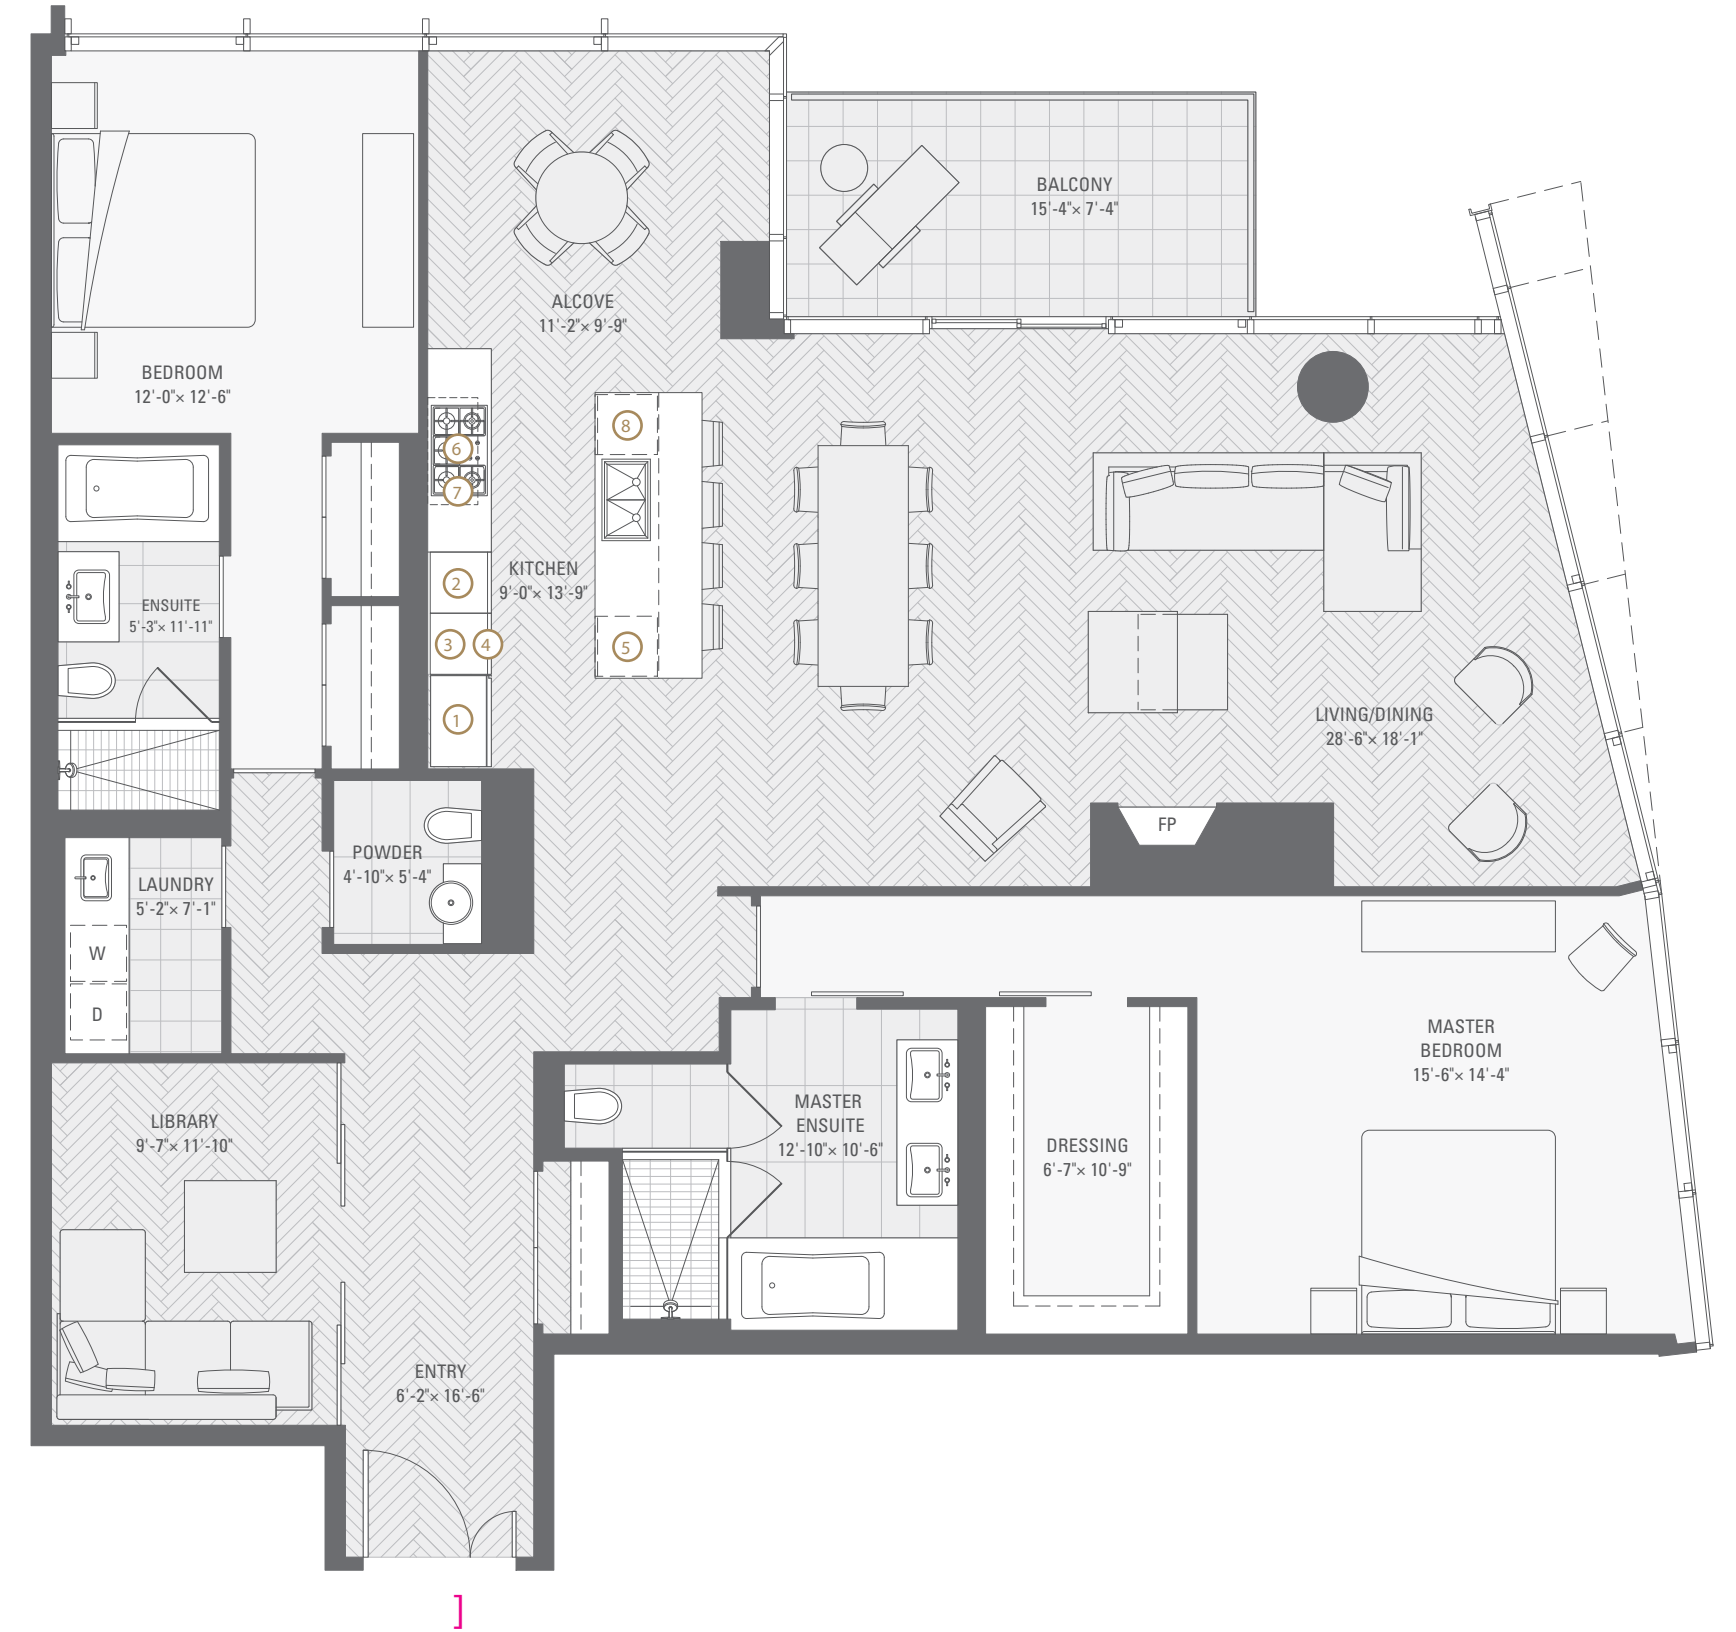 BALCONY
15'-4"× 7'-4"
ALCOVE
11'-2"× 9'-9"
BEDROOM
12'-0"× 12'-6"
8
6
7
KITCHEN
9'-0"× 13'-9"
2
ENSUITE
5'-3"× 11'-11"
3
4
5
1
LIVING/DINING
28'-6"× 18'-1"
FP
POWDER
4'-10"× 5'-4"
LAUNDRY
5'-2"× 7'-1"
W
D
MASTER
BEDROOM
15'-6"× 14'-4"
LIBRARY
9'-7"× 11'-10"
MASTER
ENSUITE
12'-10"× 10'-6"
DRESSING
6'-7"× 10'-9"
ENTRY
6'-2"× 16'-6"
]